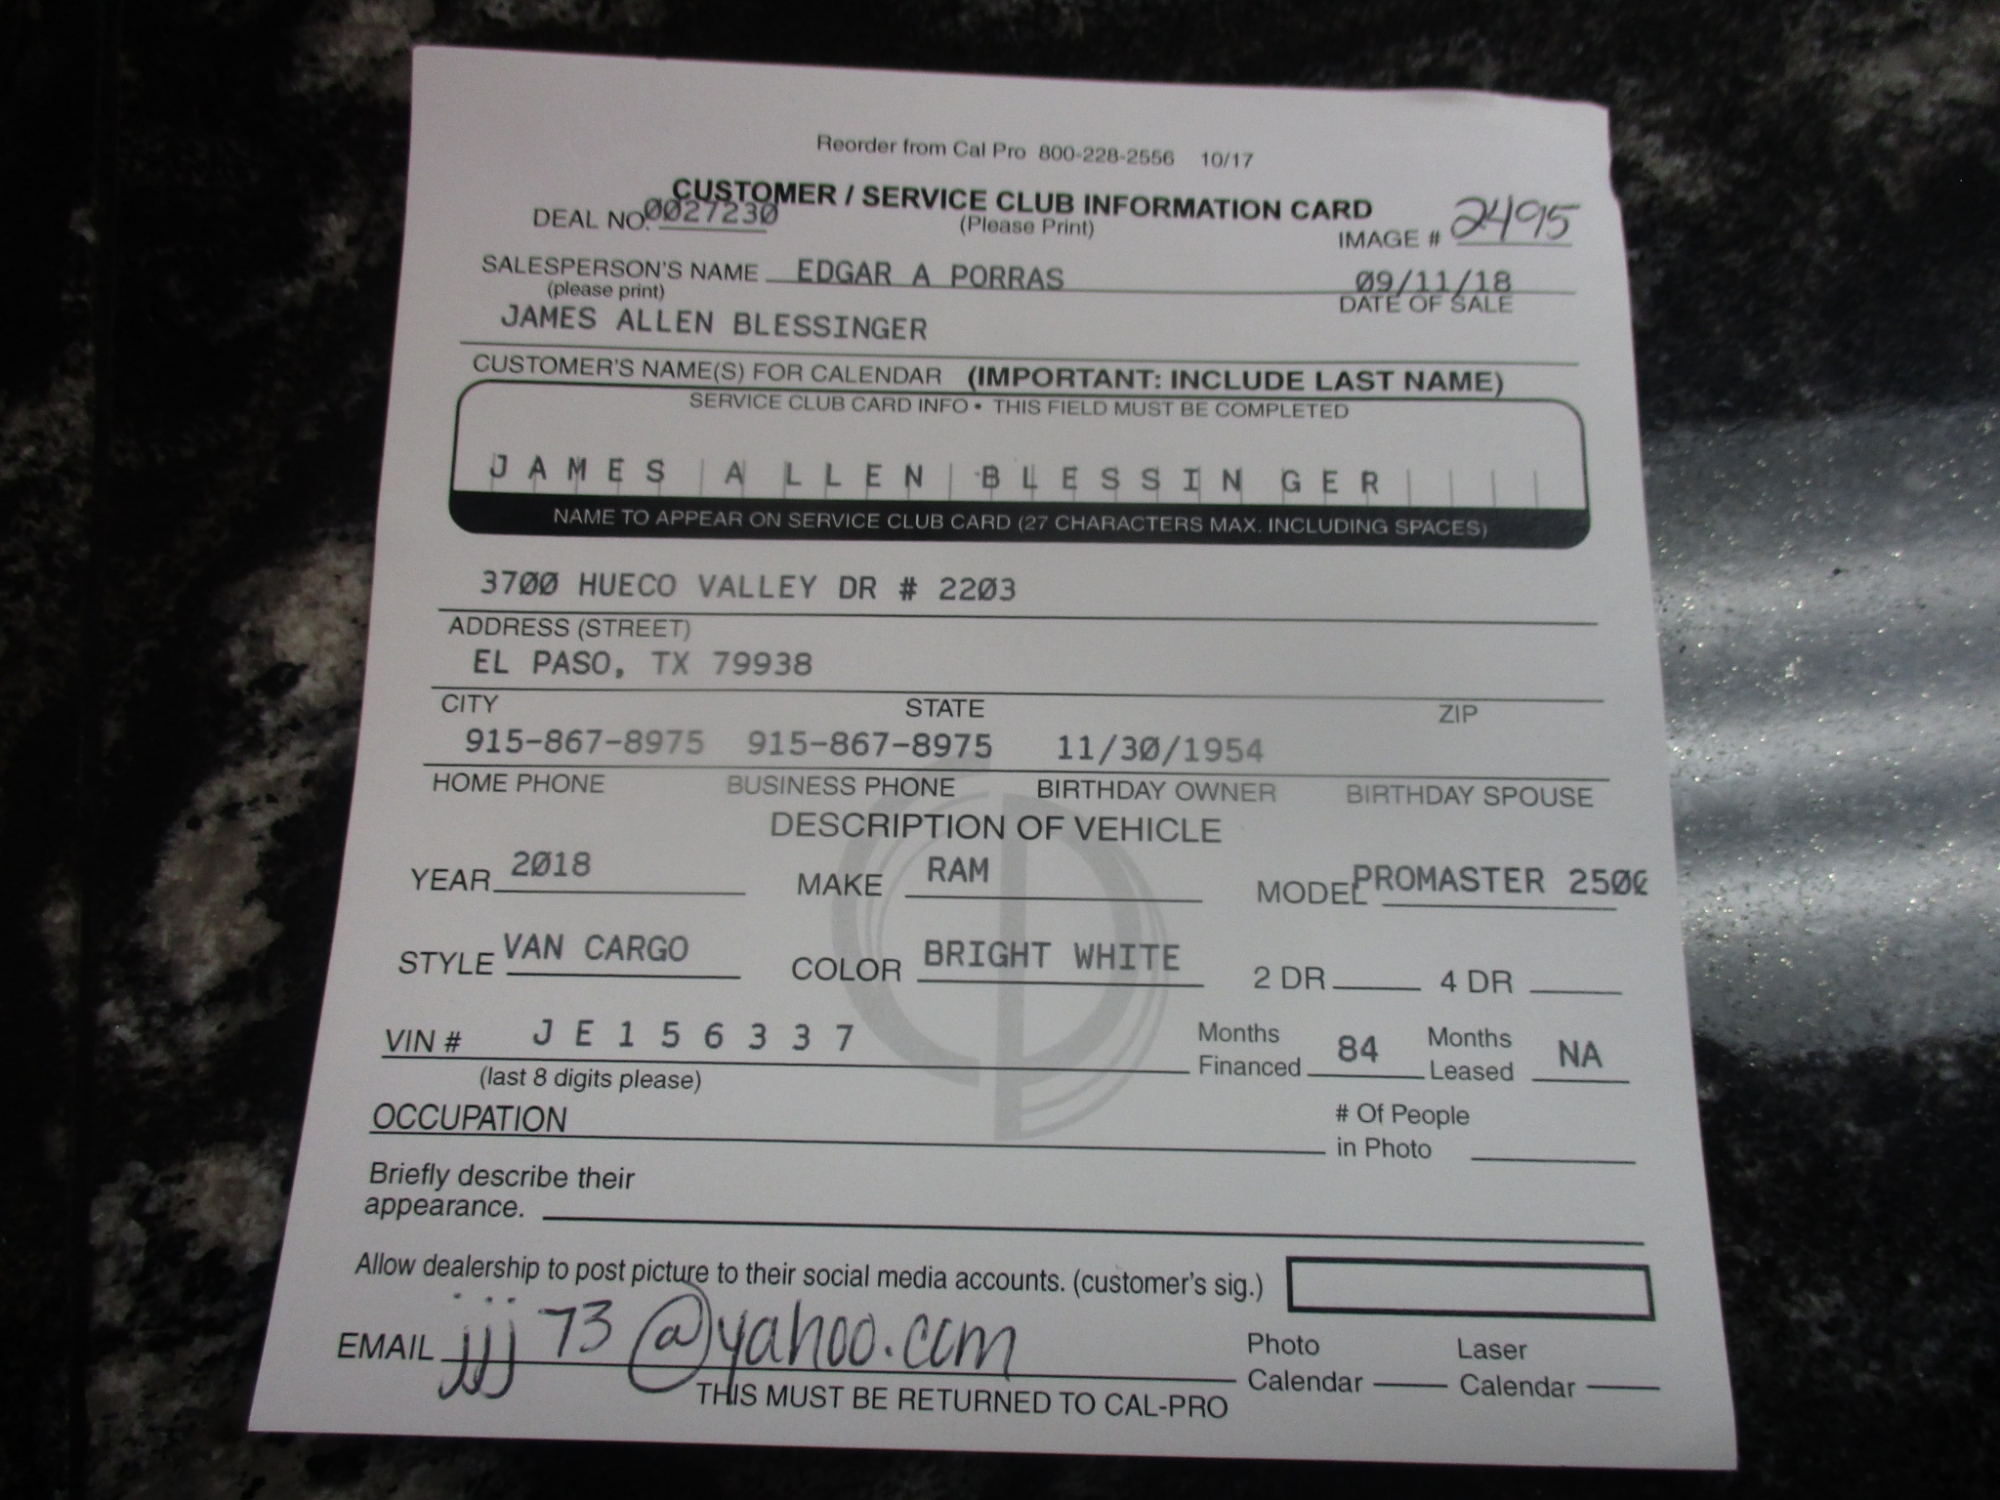 Reorder from Cal Pro 800-228-2556 10/17
CUSTOMER / SERVICE CLUB INFORMATION CARD
DEAL NO. 0027230 (Please Print) IMAGE # 2495
SALESPERSON'S NAME EDGAR A PORRAS 09/11/18
(please print) DATE OF SALE
JAMES ALLEN BLESSINGER
CUSTOMER'S NAME(S) FOR CALENDAR (IMPORTANT: INCLUDE LAST NAME)
SERVICE CLUB CARD INFO • THIS FIELD MUST BE COMPLETED
JAMES ALLEN BLESSINGER
NAME TO APPEAR ON SERVICE CLUB CARD (27 CHARACTERS MAX. INCLUDING SPACES)
3700 HUECO VALLEY DR # 2203
ADDRESS (STREET)
EL PASO, TX 79938
CITY STATE ZIP
915-867-8975 915-867-8975 11/30/1954
HOME PHONE BUSINESS PHONE BIRTHDAY OWNER BIRTHDAY SPOUSE
DESCRIPTION OF VEHICLE
YEAR 2018 MAKE RAM MODEL PROMASTER 2500
STYLE VAN CARGO COLOR BRIGHT WHITE 2 DR 4 DR
VIN # J E 1 5 6 3 3 7 Months Financed 84 Months Leased NA
(last 8 digits please)
OCCUPATION # Of People in Photo
Briefly describe their
appearance.
Allow dealership to post picture to their social media accounts. (customer's sig.)
EMAIL jjj73@yahoo.com Photo Calendar Laser Calendar
THIS MUST BE RETURNED TO CAL-PRO